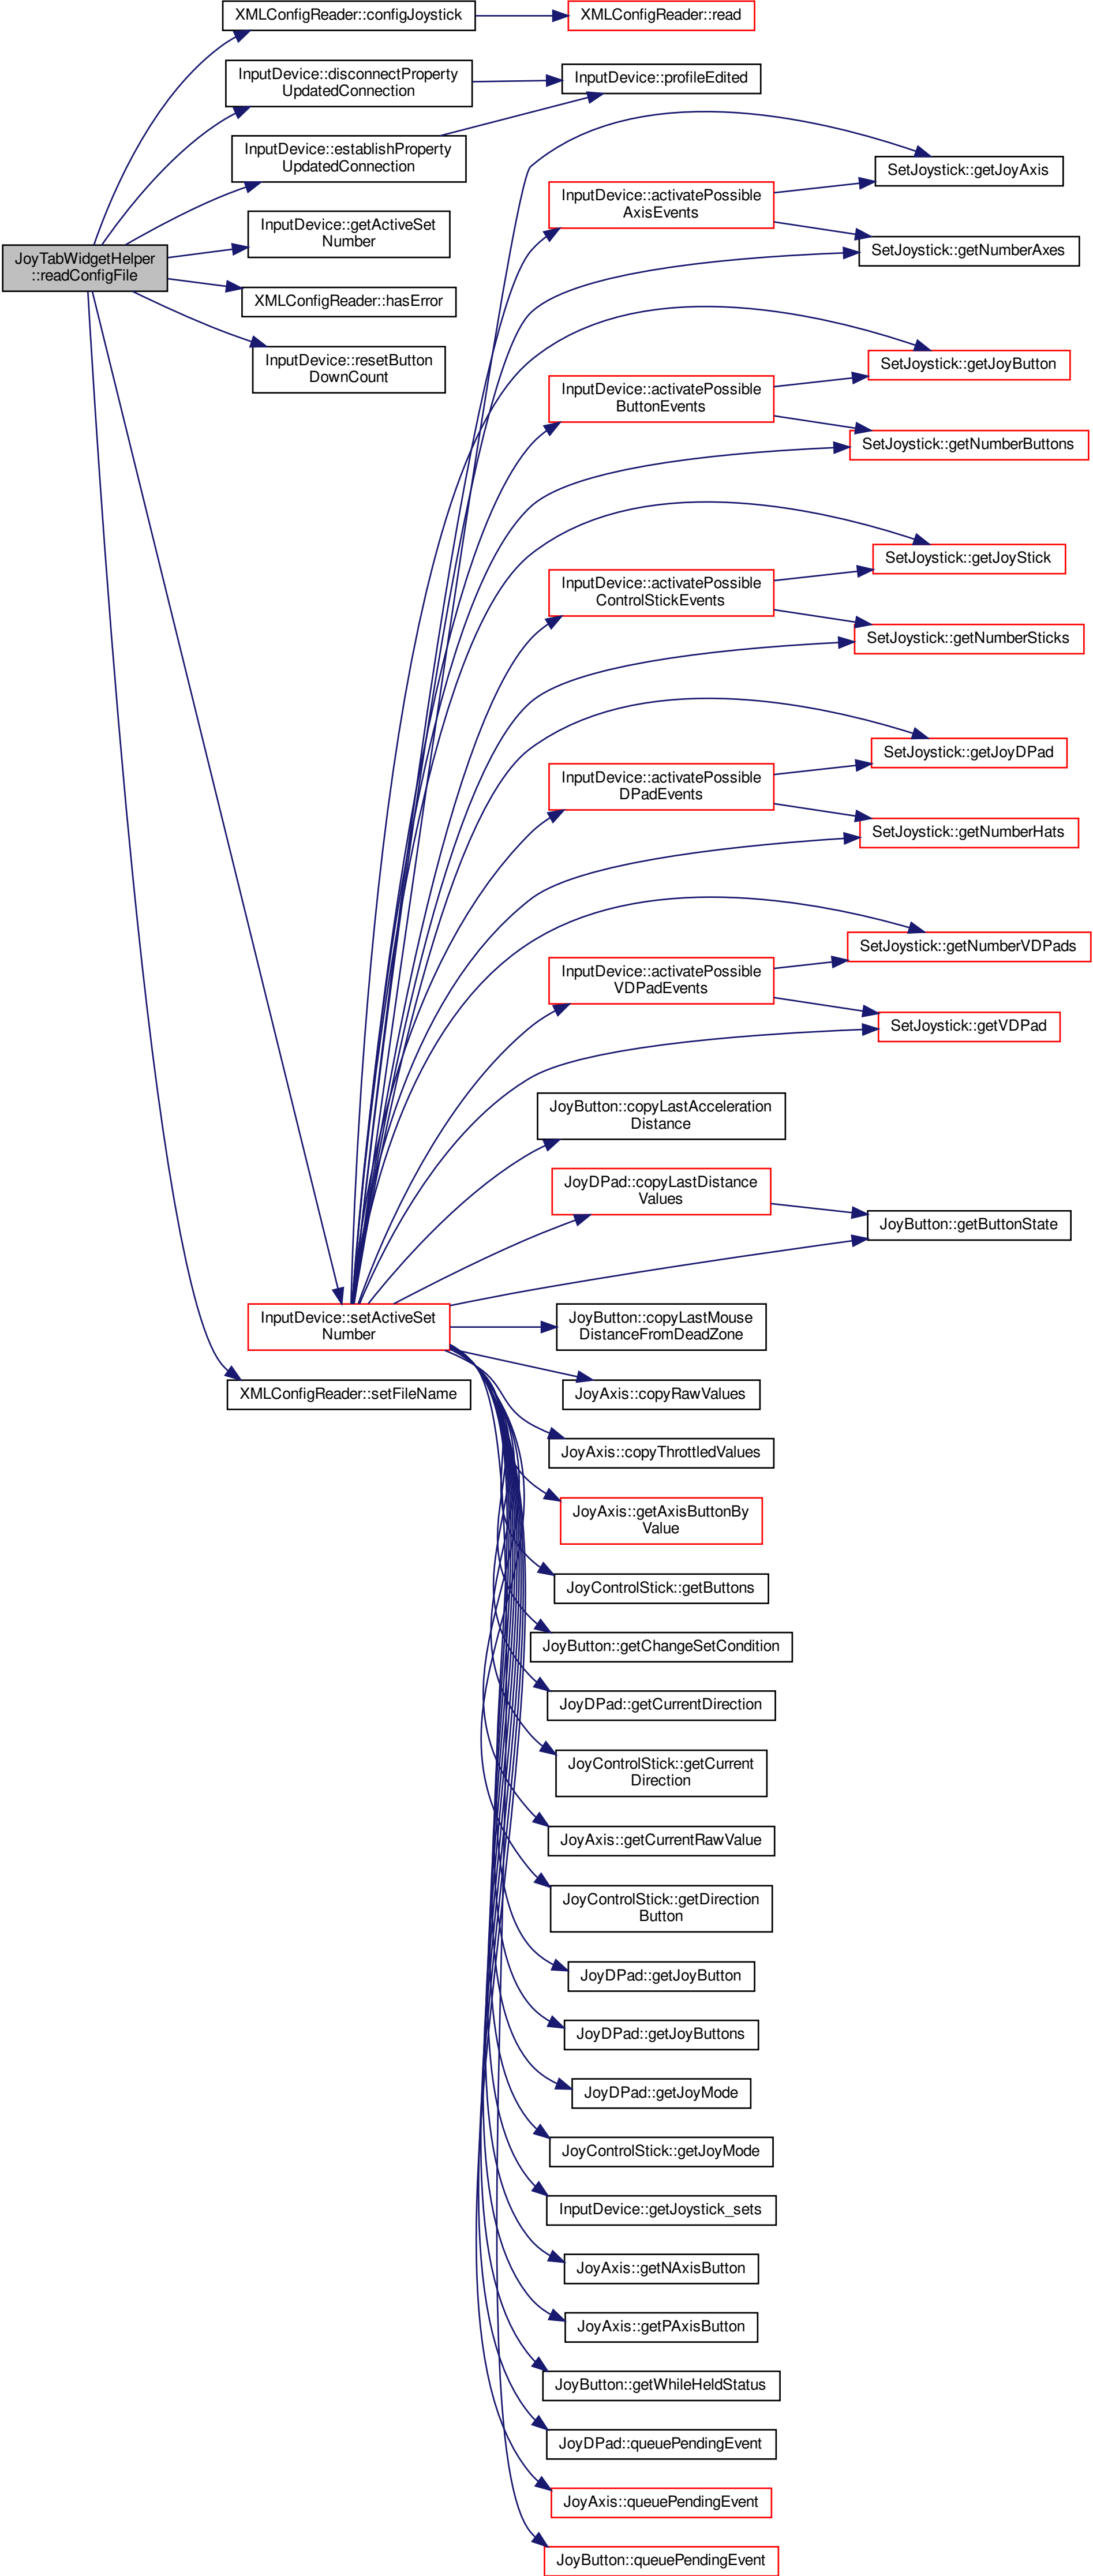 XMLConfigReader::configJoystick
XMLConfigReader::read
InputDevice::disconnectProperty
UpdatedConnection
InputDevice::profileEdited
InputDevice::establishProperty
UpdatedConnection
SetJoystick::getJoyAxis
InputDevice::activatePossible
AxisEvents
InputDevice::getActiveSet
Number
SetJoystick::getNumberAxes
JoyTabWidgetHelper
::readConfigFile
XMLConfigReader::hasError
InputDevice::resetButton
DownCount
SetJoystick::getJoyButton
InputDevice::activatePossible
ButtonEvents
SetJoystick::getNumberButtons
SetJoystick::getJoyStick
InputDevice::activatePossible
ControlStickEvents
SetJoystick::getNumberSticks
SetJoystick::getJoyDPad
InputDevice::activatePossible
DPadEvents
SetJoystick::getNumberHats
SetJoystick::getNumberVDPads
InputDevice::activatePossible
VDPadEvents
SetJoystick::getVDPad
JoyButton::copyLastAcceleration
Distance
JoyDPad::copyLastDistance
Values
JoyButton::getButtonState
InputDevice::setActiveSet
Number
JoyButton::copyLastMouse
DistanceFromDeadZone
XMLConfigReader::setFileName
JoyAxis::copyRawValues
JoyAxis::copyThrottledValues
JoyAxis::getAxisButtonBy
Value
JoyControlStick::getButtons
JoyButton::getChangeSetCondition
JoyDPad::getCurrentDirection
JoyControlStick::getCurrent
Direction
JoyAxis::getCurrentRawValue
JoyControlStick::getDirection
Button
JoyDPad::getJoyButton
JoyDPad::getJoyButtons
JoyDPad::getJoyMode
JoyControlStick::getJoyMode
InputDevice::getJoystick_sets
JoyAxis::getNAxisButton
JoyAxis::getPAxisButton
JoyButton::getWhileHeldStatus
JoyDPad::queuePendingEvent
JoyAxis::queuePendingEvent
JoyButton::queuePendingEvent